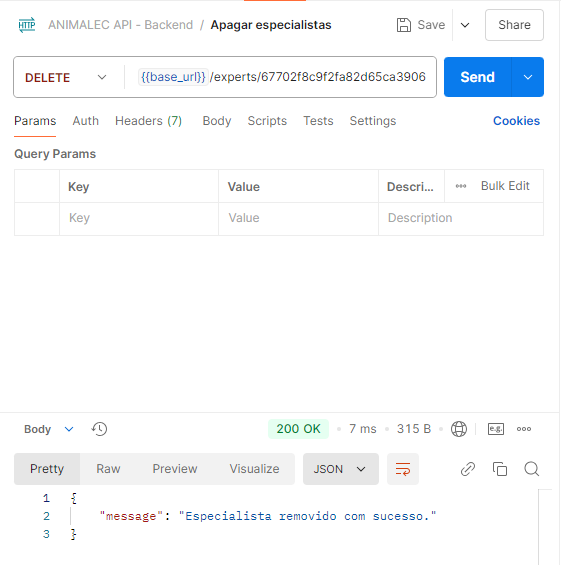 HTTP ANIMALEC API - Backend / Apagar especialistas Save Share
DELETE {{base_url}}/experts/67702f8c9f2fa82d65ca3906 Send
Params Auth Headers (7) Body Scripts Tests Settings Cookies
Query Params
Key Value Descri... Bulk Edit
Key Value Description
Body 200 OK • 7 ms • 315 B e.g.
Pretty Raw Preview Visualize JSON
1 {
2 "message": "Especialista removido com sucesso."
3 }